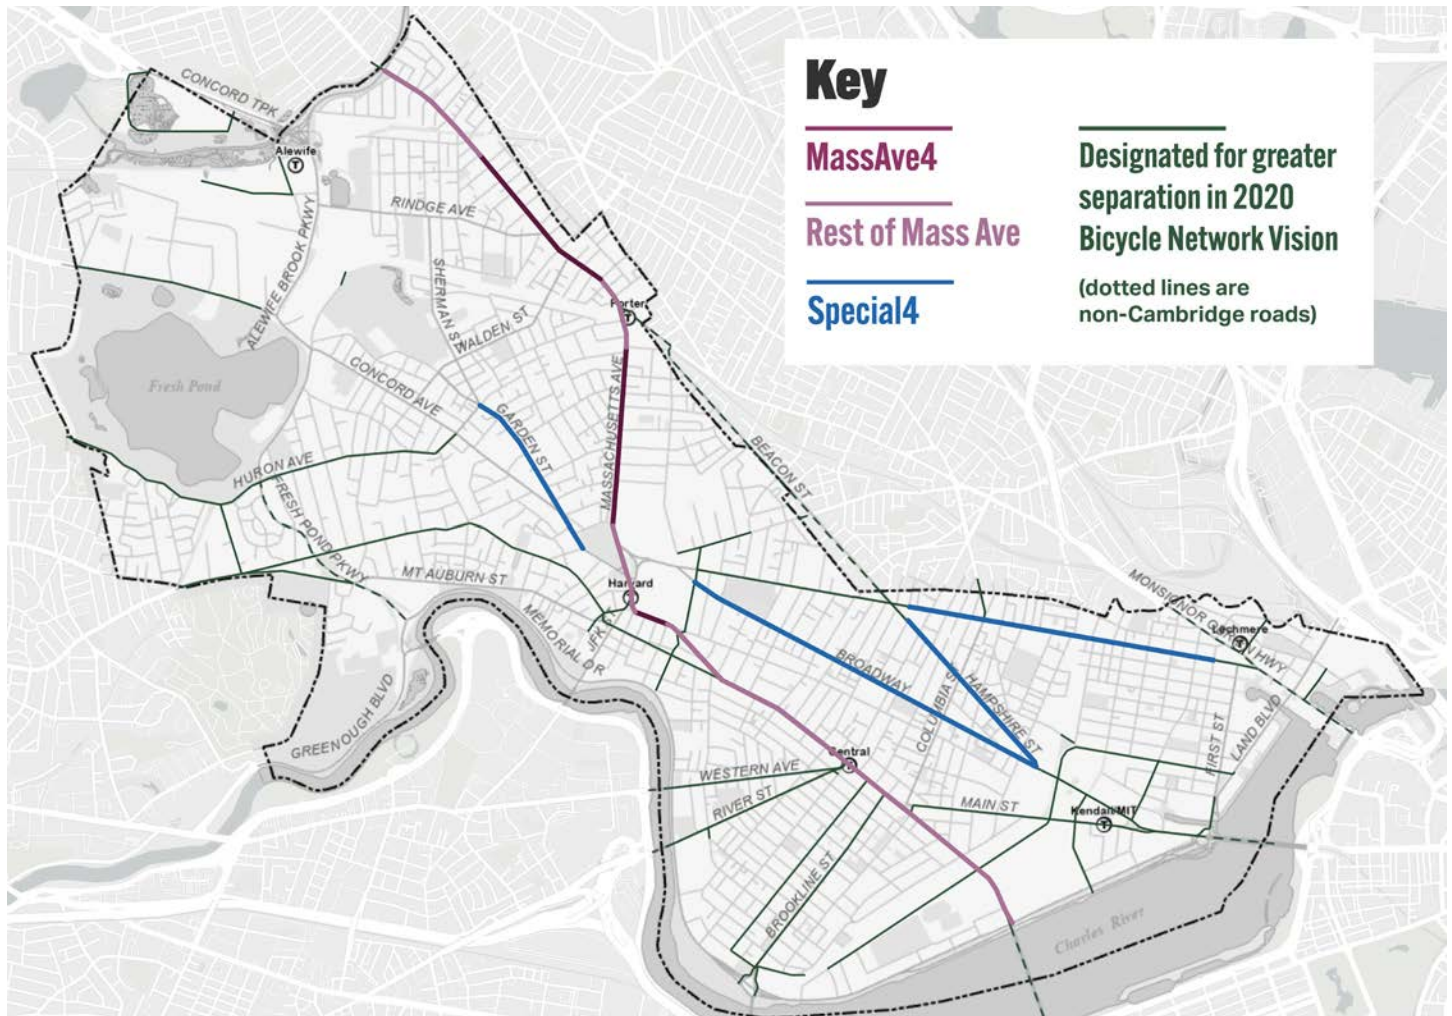 Key
MassAve4
Rest of Mass Ave
Special4
Designated for greater
separation in 2020
Bicycle Network Vision
(dotted lines are
non-Cambridge roads)
CONCORD TPK
Alewife
T
RINDGE AVE
ALEWIFE BROOK PKWY
SHERMAN ST
WALDEN ST
Porter
T
Fresh Pond
CONCORD AVE
GARDEN ST
MASSACHUSETTS AVE
BEACON ST
HURON AVE
FRESH POND PKWY
MT AUBURN ST
Harvard
JFK
MEMORIAL DR
MONSIGNOR
HWY
Lechmere
T
BROADWAY
HAMPSHIRE ST
COLUMBIA ST
GREENOUGH BLVD
FIRST ST
LAND BLVD
Central
WESTERN AVE
RIVER ST
MAIN ST
Kendall/MIT
T
BROOKLINE ST
Charles River